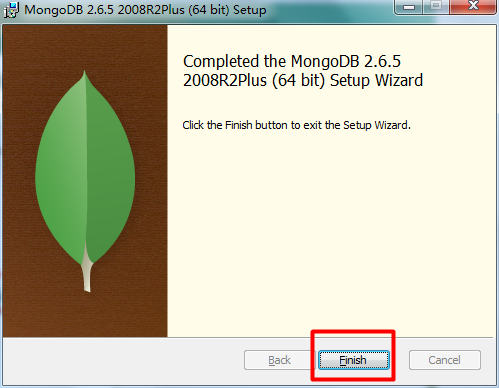 MongoDB 2.6.5 2008R2Plus (64 bit) Setup
Completed the MongoDB 2.6.5
2008R2Plus (64 bit) Setup Wizard
Click the Finish button to exit the Setup Wizard.
Back
Finish
Cancel